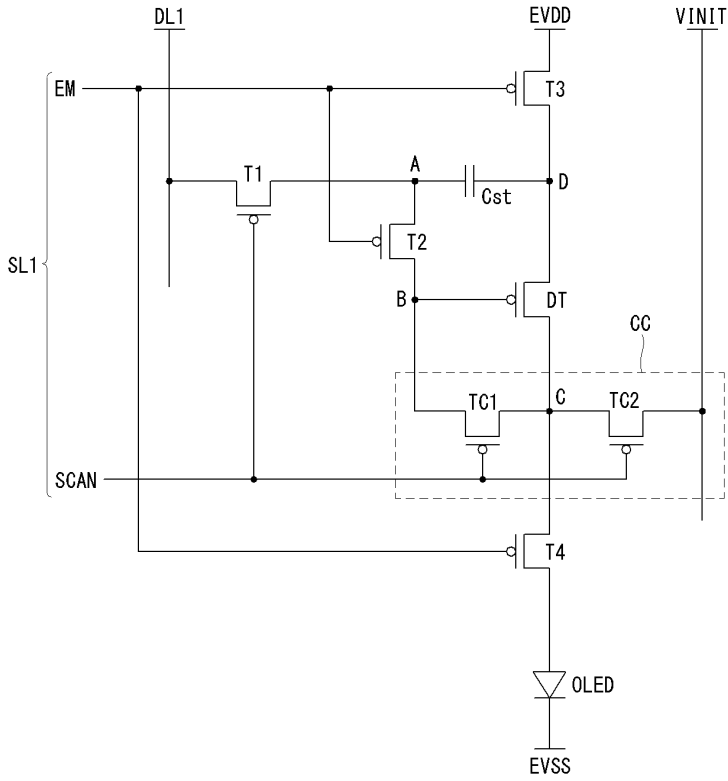 DL1
EVDD
VINIT
EM
T3
A
T1
D
Cst
T2
SL1
B
DT
CC
TC1
C
TC2
SCAN
T4
OLED
EVSS